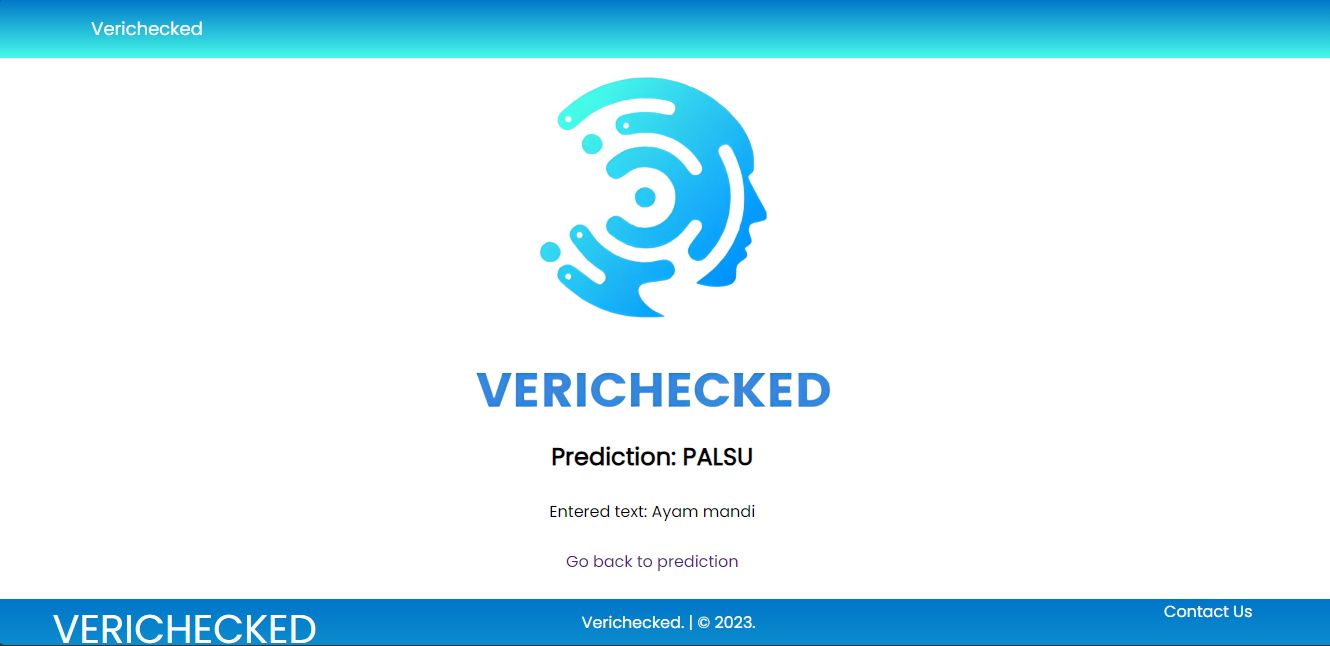 Verichecked
VERICHECKED
Prediction: PALSU
Entered text: Ayam mandi
Go back to prediction
VERICHECKED
Verichecked. | © 2023.
Contact Us